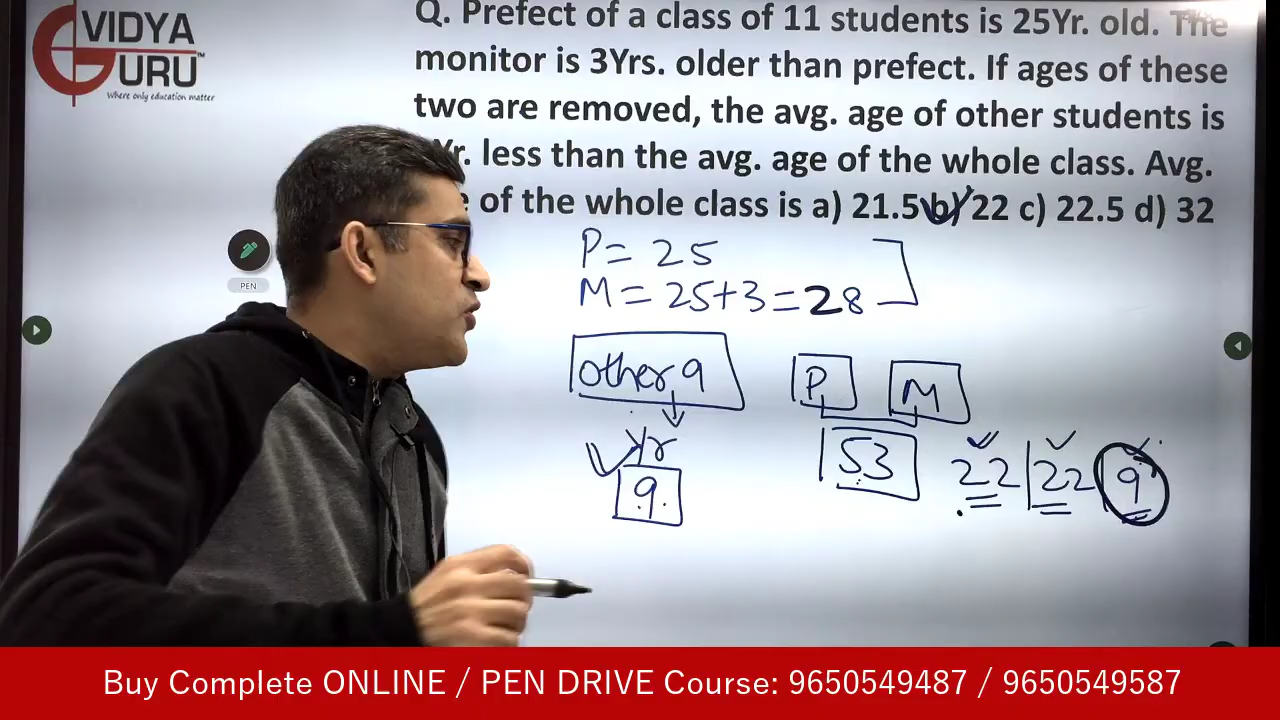 VIDYA
GURU™
Where only education matter
Q. Prefect of a class of 11 students is 25Yr. old. The
monitor is 3Yrs. older than prefect. If ages of these
two are removed, the avg. age of other students is
Yr. less than the avg. age of the whole class. Avg.
of the whole class is a) 21.5 b) 22 c) 22.5 d) 32
PEN
P = 25
M = 25+3 = 28
other 9
P M
Yr
9
53
22 | 22 | 9
Buy Complete ONLINE / PEN DRIVE Course: 9650549487 / 9650549587